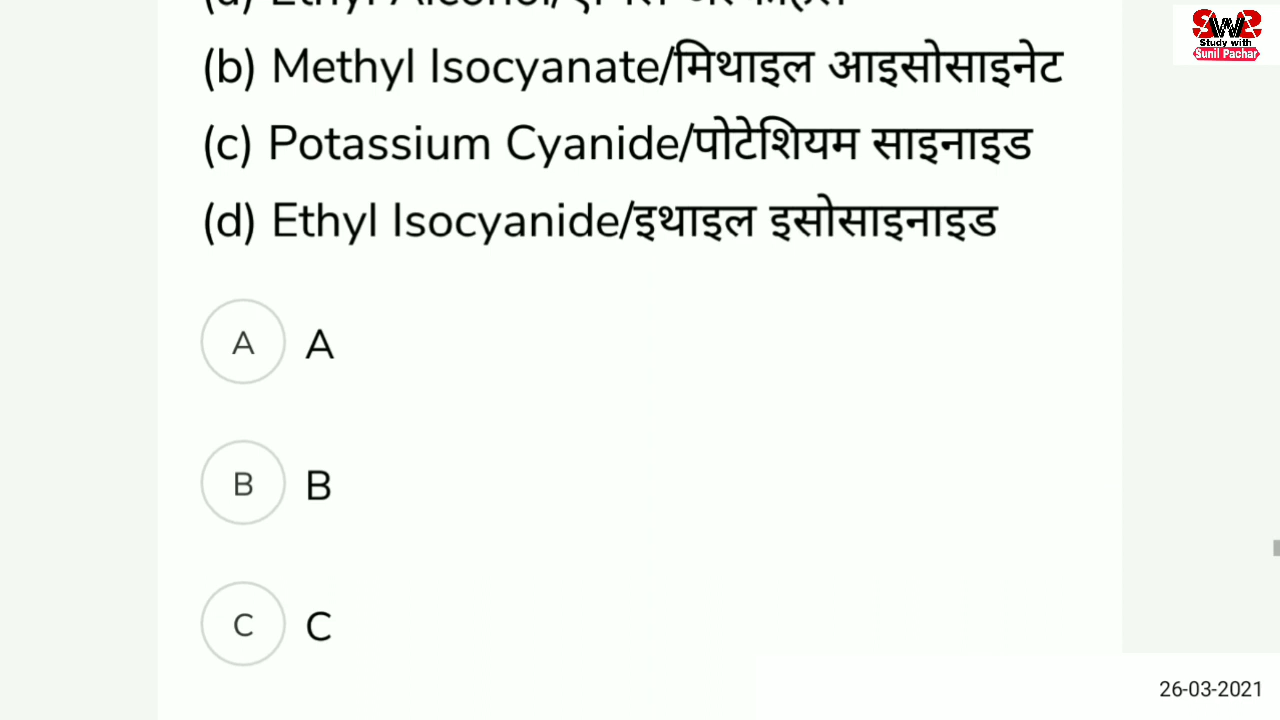 (b) Methyl Isocyanate/मिथाइल आइसोसाइनेट
(c) Potassium Cyanide/पोटेशियम साइनाइड
(d) Ethyl Isocyanide/इथाइल इसोसाइनाइड
A A
B B
C C
SWS
Study with
Sunil Pachar
26-03-2021